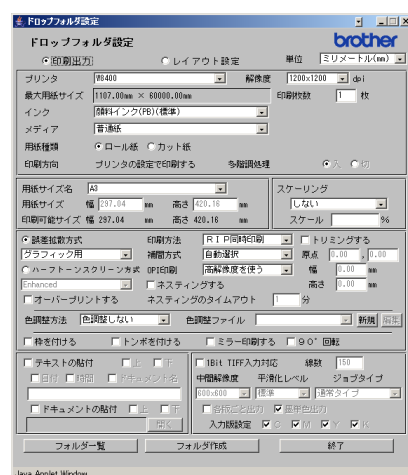 ドロップフォルダ設定
ドロップフォルダ設定
brother
印刷出力 レイアウト設定 単位 ミリメートル(mm)
プリンタ W8400 解像度 1200x1200 dpi
最大用紙サイズ 1107.00mm × 60000.00mm 印刷枚数 1 枚
インク 顔料インク(PB)(標準)
メディア 普通紙
用紙種類 ロール紙 カット紙
印刷方向 プリンタの設定で印刷する 多階調処理 入 切
用紙サイズ名 A3 スケーリング
用紙サイズ 幅 297.04 mm 高さ 420.16 mm しない
印刷可能サイズ 幅 297.04 mm 高さ 420.16 mm スケール %
誤差拡散方式 印刷方法 RIP同時印刷 トリミングする
グラフィック用 補間方式 自動選択 原点 0.00 , 0.00
ハーフトーンスクリーン方式 OPI印刷 高解像度を使う 幅 0.00 mm
Enhanced ネスティングする 高さ 0.00 mm
オーバープリントする ネスティングのタイムアウト 1 分
色調整方法 色調整しない 色調整ファイル 新規 編集
枠を付ける トンボを付ける ミラー印刷する 90° 回転
テキストの貼付 上 下 1Bit TIFF入力対応 線数 150
日付 時間 ドキュメント名 中間解像度 平滑化レベル ジョブタイプ
600x600 標準 通常タイプ
ドキュメントの貼付 上 下 各版ごと出力 単色出力
開く 入力版設定 C M Y K
フォルダ一覧 フォルダ作成 終了
Java Applet Window